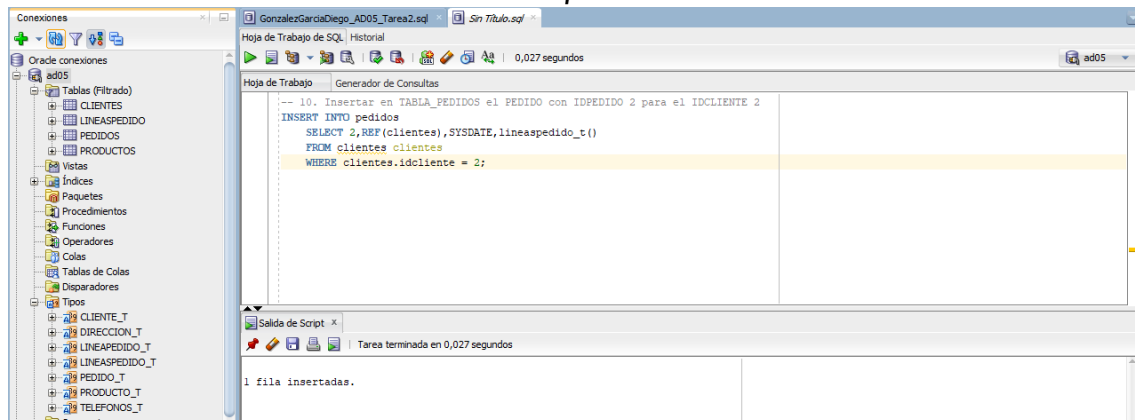 Conexiones
Oracle conexiones
ad05
Tablas (Filtrado)
CLIENTES
LINEASPEDIDO
PEDIDOS
PRODUCTOS
Vistas
Índices
Paquetes
Procedimientos
Funciones
Operadores
Colas
Tablas de Colas
Disparadores
Tipos
CLIENTE_T
DIRECCION_T
LINEAPEDIDO_T
LINEASPEDIDO_T
PEDIDO_T
PRODUCTO_T
TELEFONOS_T
GonzalezGarciaDiego_AD05_Tarea2.sql
Sin Título.sql
Hoja de Trabajo de SQL Historial
0,027 segundos
ad05
Hoja de Trabajo Generador de Consultas
-- 10. Insertar en TABLA_PEDIDOS el PEDIDO con IDPEDIDO 2 para el IDCLIENTE 2
INSERT INTO pedidos
SELECT 2,REF(clientes),SYSDATE,lineaspedido_t()
FROM clientes clientes
WHERE clientes.idcliente = 2;
Salida de Script x
Tarea terminada en 0,027 segundos
1 fila insertadas.